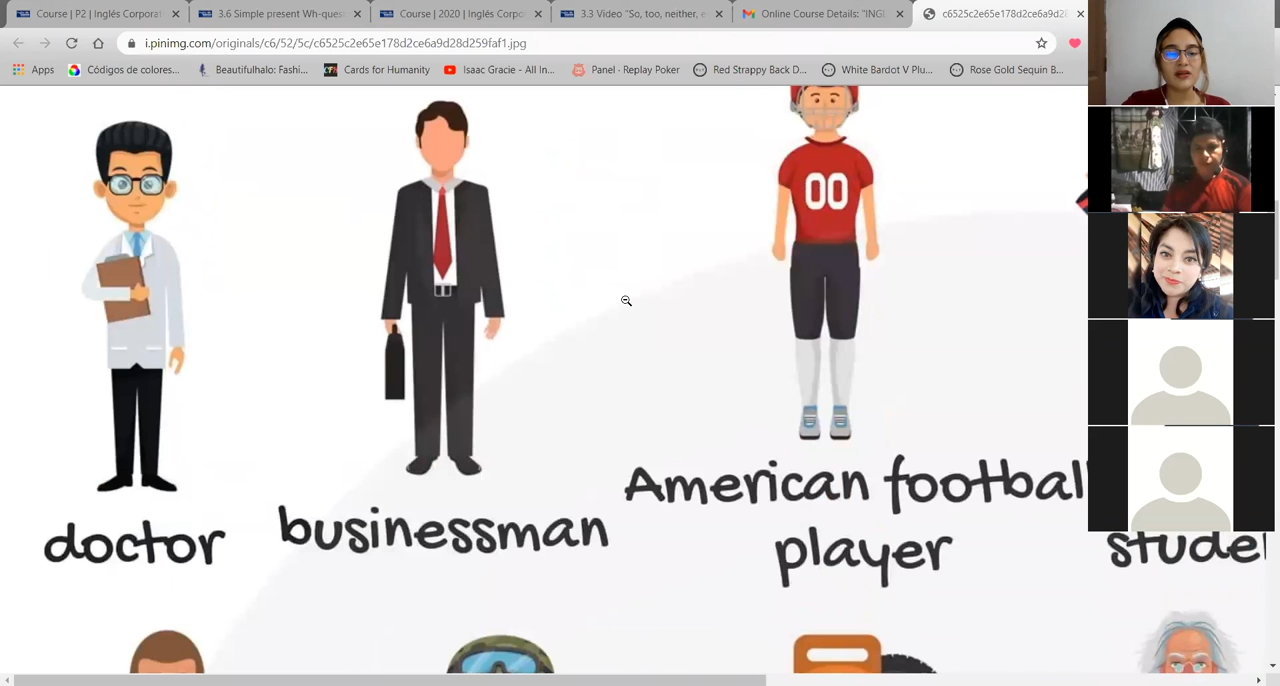 Course | P2 | Inglés Corporat
3.6 Simple present Wh-ques
Course | 2020 | Inglés Corpo
3.3 Video "So, too, neither, e
Online Course Details: "INGL
c6525c2e65e178d2ce6a9d28
i.pinimg.com/originals/c6/52/5c/c6525c2e65e178d2ce6a9d28d259faf1.jpg
Apps
Códigos de colores...
Beautifulhalo: Fashi...
Cards for Humanity
Isaac Gracie - All In...
Panel · Replay Poker
Red Strappy Back D...
White Bardot V Plu...
Rose Gold Sequin B...
00
doctor
businessman
American football
player
studen